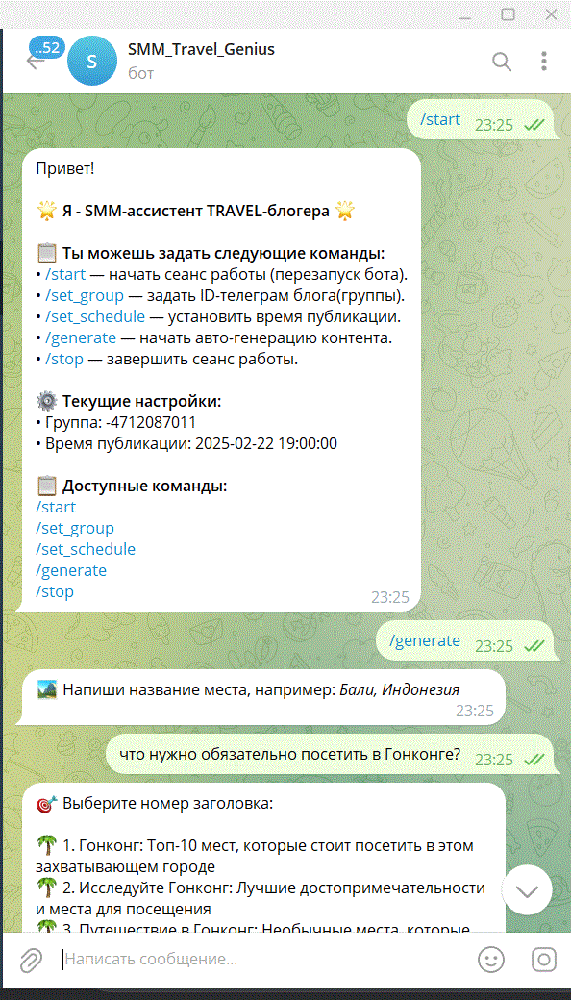 ..52
S
SMM_Travel_Genius
бот
/start 23:25
Привет!
Я - SMM-ассистент TRAVEL-блогера
Ты можешь задать следующие команды:
• /start — начать сеанс работы (перезапуск бота).
• /set_group — задать ID-телеграм блога(группы).
• /set_schedule — установить время публикации.
• /generate — начать авто-генерацию контента.
• /stop — завершить сеанс работы.
Текущие настройки:
• Группа: -4712087011
• Время публикации: 2025-02-22 19:00:00
Доступные команды:
/start
/set_group
/set_schedule
/generate
/stop
23:25
/generate 23:25
Напиши название места, например: Бали, Индонезия
23:25
что нужно обязательно посетить в Гонконге? 23:25
Выберите номер заголовка:
1. Гонконг: Топ-10 мест, которые стоит посетить в этом
захватывающем городе
2. Исследуйте Гонконг: Лучшие достопримечательности
и места для посещения
3. Путешествие в Гонконг: Необычные места, которые
Написать сообщение...